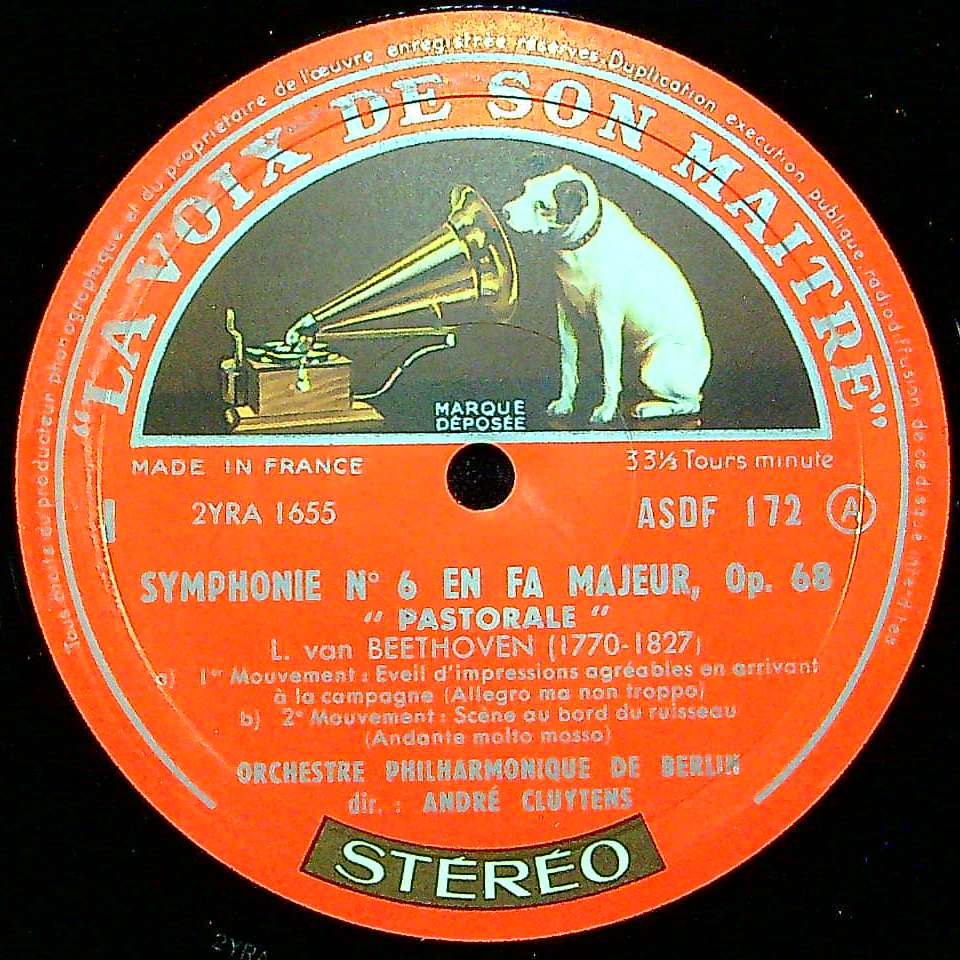 Tous droits du producteur phonographique et du propriétaire de l'œuvre enregistrée réservés. Duplication exécution publique, radiodiffusion de ce disque interdites
"LA VOIX DE SON MAITRE"
MARQUE
DÉPOSÉE
MADE IN FRANCE 33⅓ Tours minute
2YRA 1655 ASDF 172 A
SYMPHONIE N° 6 EN FA MAJEUR, Op. 68
" PASTORALE "
L. van BEETHOVEN (1770-1827)
a) 1er Mouvement : Eveil d'impressions agréables en arrivant
à la campagne (Allegro ma non troppo)
b) 2e Mouvement : Scène au bord du ruisseau
(Andante molto mosso)
ORCHESTRE PHILHARMONIQUE DE BERLIN
dir. : ANDRÉ CLUYTENS
STÉRÉO
2YRA